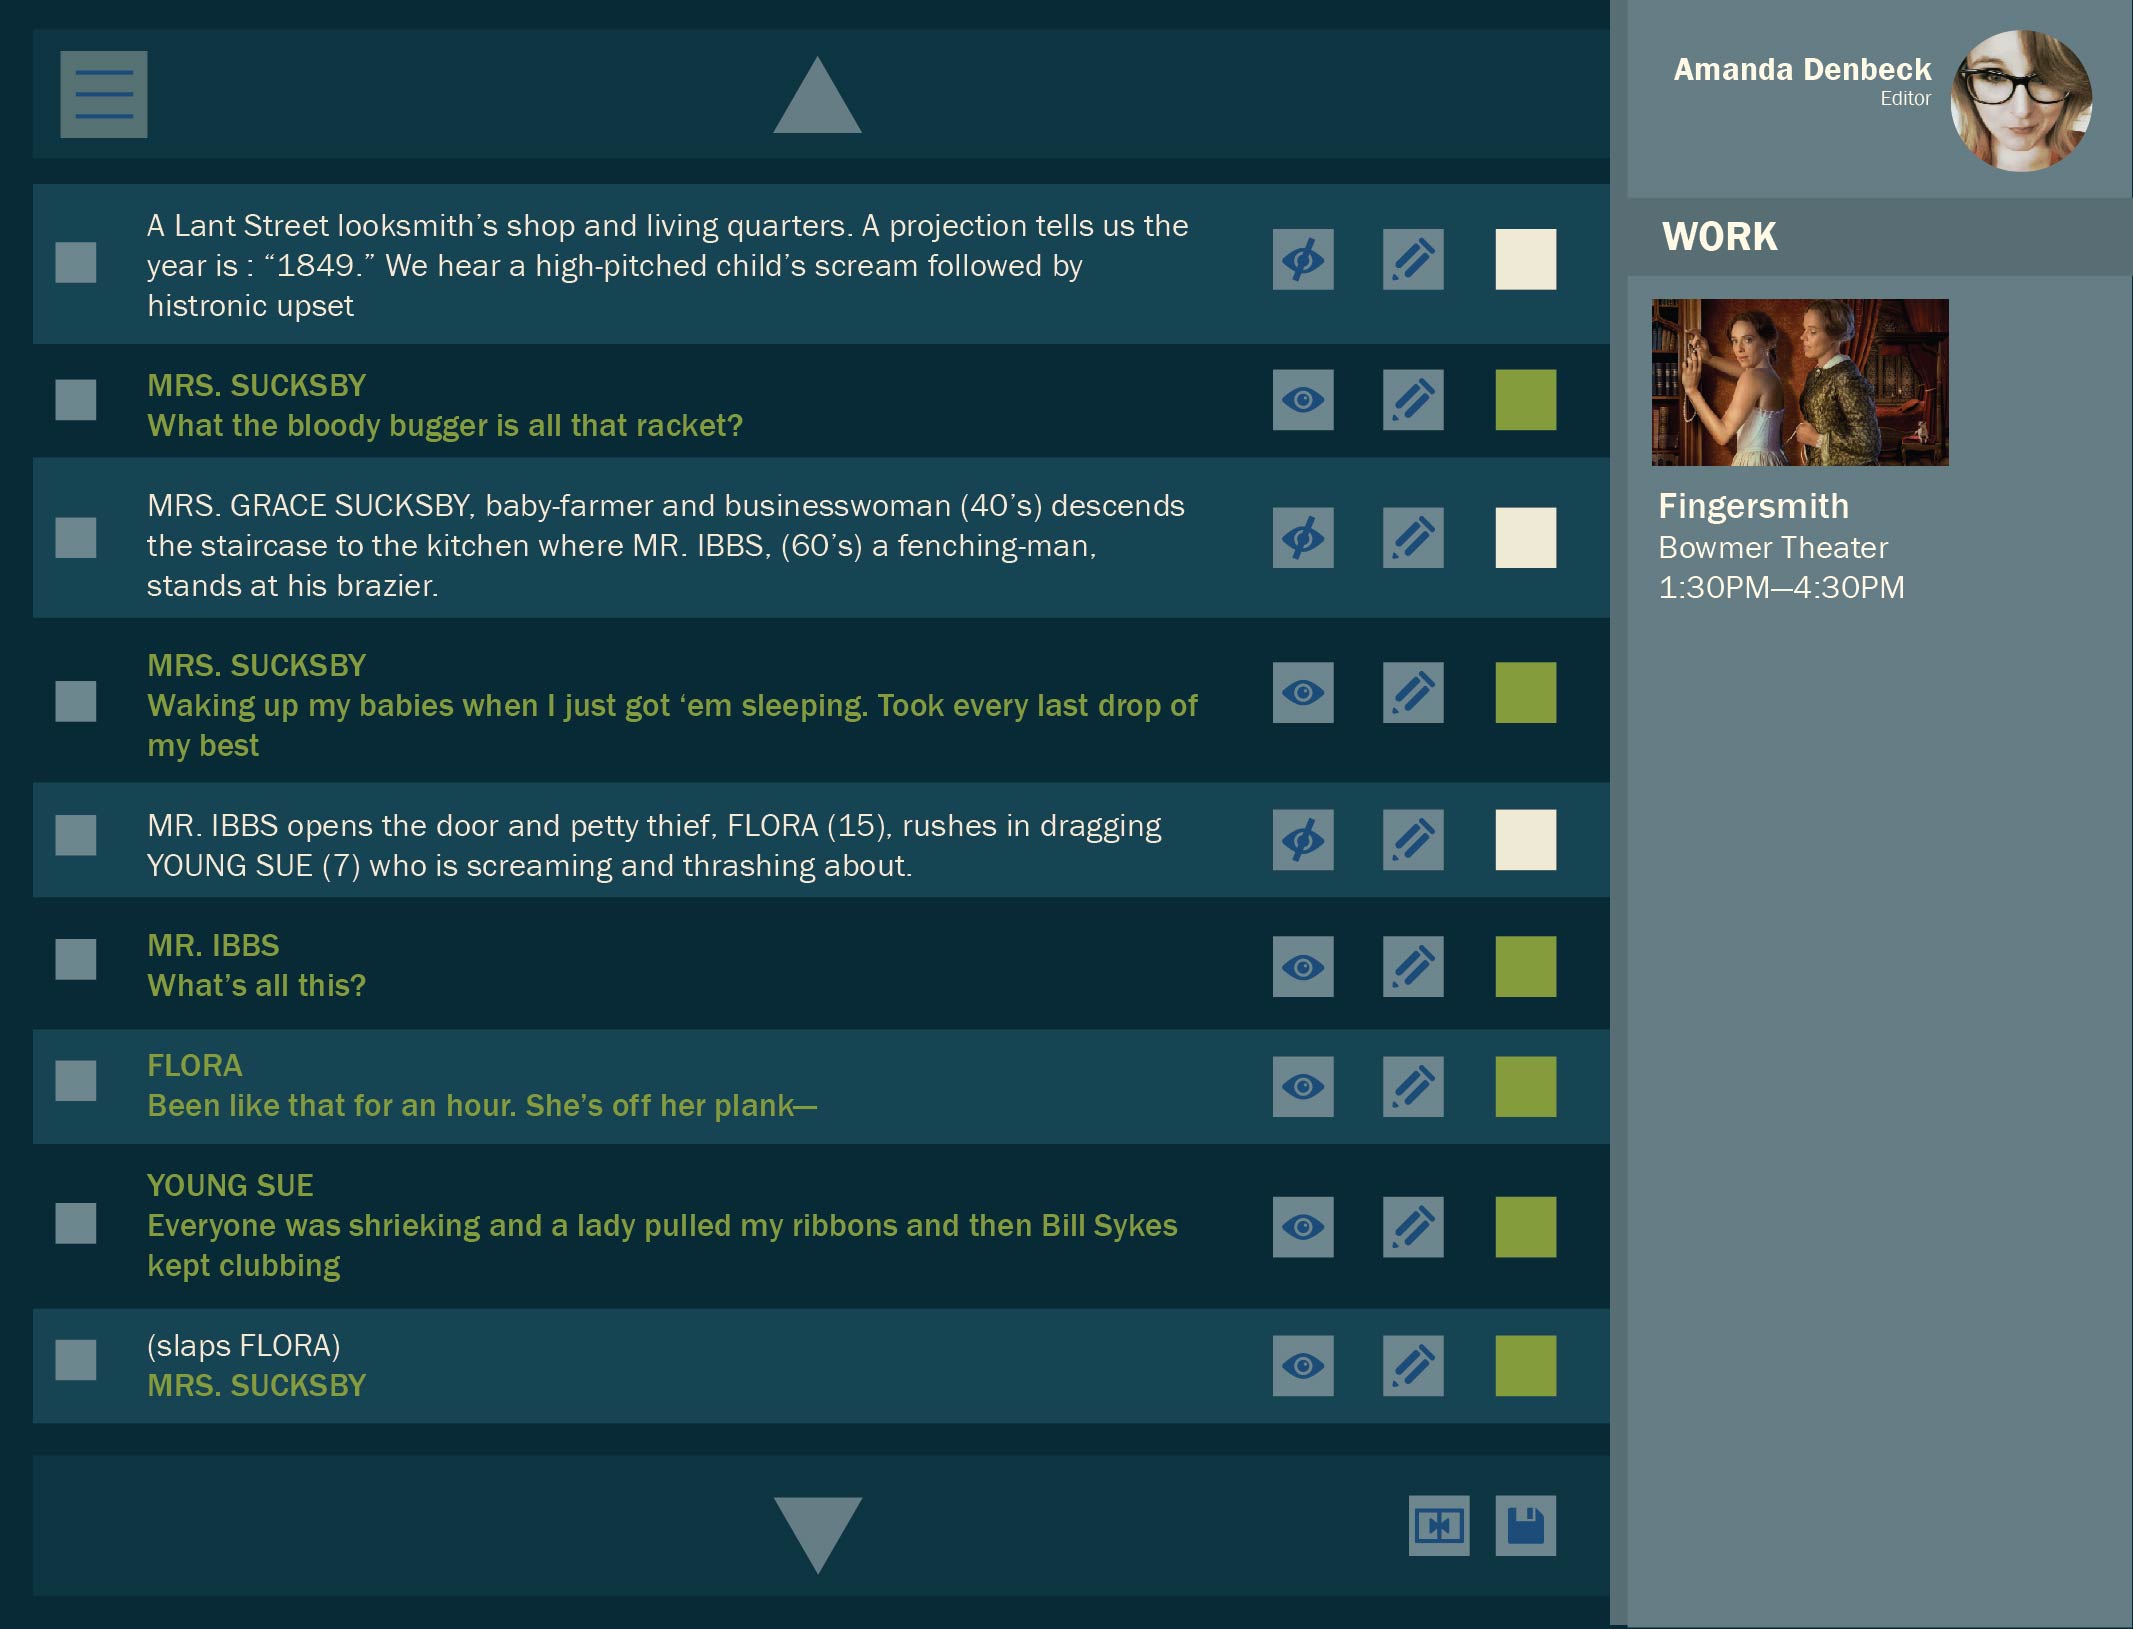 A Lant Street looksmith’s shop and living quarters. A projection tells us the
year is : “1849.” We hear a high-pitched child’s scream followed by
histronic upset
MRS. SUCKSBY
What the bloody bugger is all that racket?
MRS. GRACE SUCKSBY, baby-farmer and businesswoman (40’s) descends
the staircase to the kitchen where MR. IBBS, (60’s) a fenching-man,
stands at his brazier.
MRS. SUCKSBY
Waking up my babies when I just got ‘em sleeping. Took every last drop of
my best
MR. IBBS opens the door and petty thief, FLORA (15), rushes in dragging
YOUNG SUE (7) who is screaming and thrashing about.
MR. IBBS
What’s all this?
FLORA
Been like that for an hour. She’s off her plank—
YOUNG SUE
Everyone was shrieking and a lady pulled my ribbons and then Bill Sykes
kept clubbing
(slaps FLORA)
MRS. SUCKSBY
Amanda Denbeck
Editor
WORK
Fingersmith
Bowmer Theater
1:30PM—4:30PM